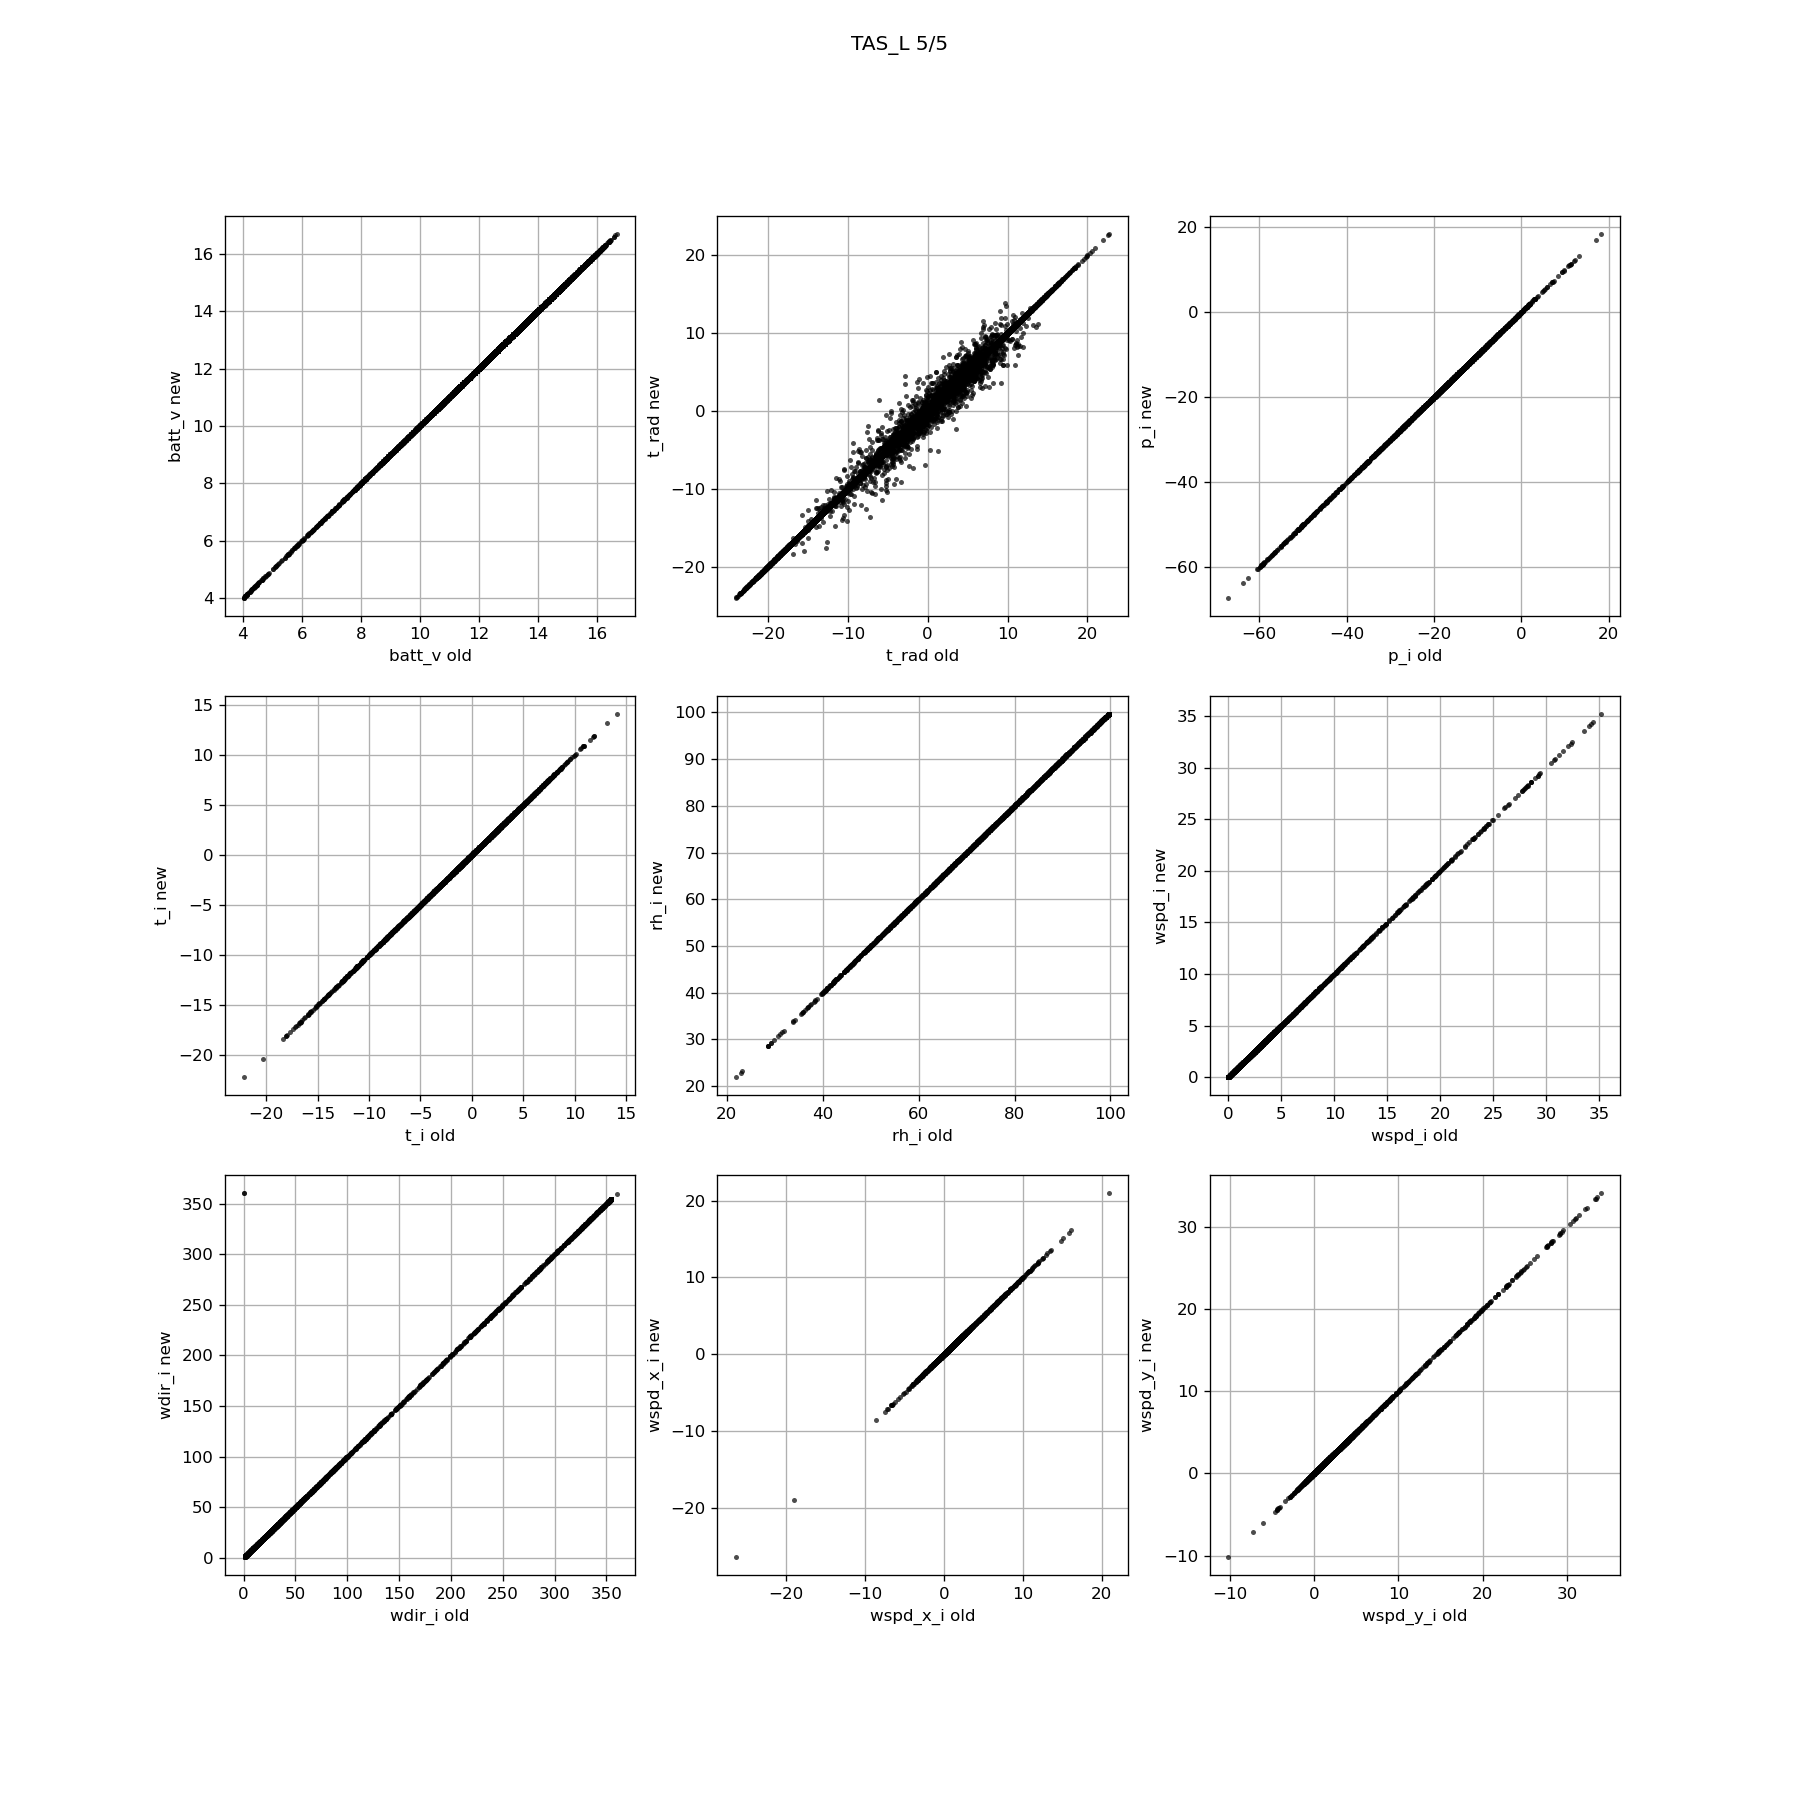 TAS_L 5/5
batt_v new
16
14
12
10
8
6
4
4 6 8 10 12 14 16
batt_v old
t_rad new
20
10
0
−10
−20
−20 −10 0 10 20
t_rad old
p_i new
20
0
−20
−40
−60
−60 −40 −20 0 20
p_i old
t_i new
15
10
5
0
−5
−10
−15
−20
−20 −15 −10 −5 0 5 10 15
t_i old
rh_i new
100
90
80
70
60
50
40
30
20
20 40 60 80 100
rh_i old
wspd_i new
35
30
25
20
15
10
5
0
0 5 10 15 20 25 30 35
wspd_i old
wdir_i new
350
300
250
200
150
100
50
0
0 50 100 150 200 250 300 350
wdir_i old
wspd_x_i new
20
10
0
−10
−20
−20 −10 0 10 20
wspd_x_i old
wspd_y_i new
30
20
10
0
−10
−10 0 10 20 30
wspd_y_i old